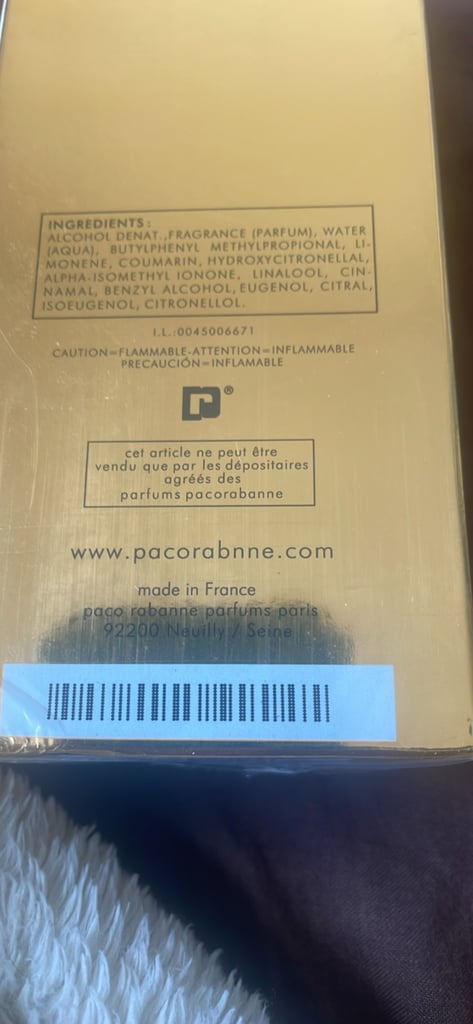 INGREDIENTS:
ALCOHOL DENAT.,FRAGRANCE (PARFUM), WATER
(AQUA), BUTYLPHENYL METHYLPROPIONAL, LI-
MONENE, COUMARIN, HYDROXYCITRONELLAL,
ALPHA-ISOMETHYL IONONE, LINALOOL, CIN-
NAMAL, BENZYL ALCOHOL, EUGENOL, CITRAL,
ISOEUGENOL, CITRONELLOL.
I.L.:0045006671
CAUTION=FLAMMABLE-ATTENTION=INFLAMMABLE
PRECAUCIÓN=INFLAMABLE
®
cet article ne peut être
vendu que par les dépositaires
agréés des
parfums pacorabanne
www.pacorabnne.com
made in France
paco rabanne parfums paris
92200 Neuilly / Seine